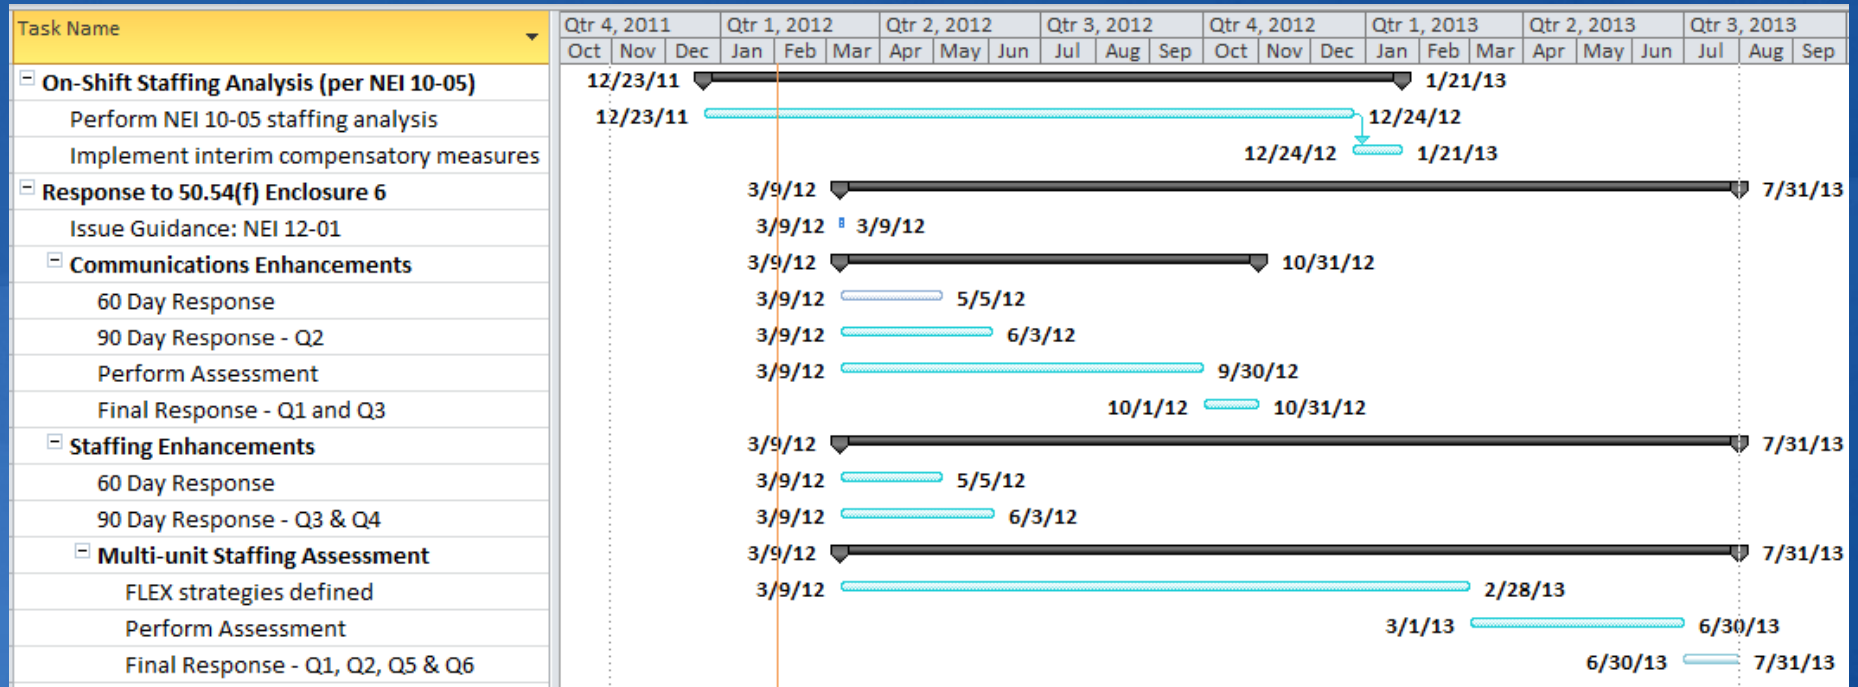 Task Name Qtr 4, 2011 Qtr 1, 2012 Qtr 2, 2012 Qtr 3, 2012 Qtr 4, 2012 Qtr 1, 2013 Qtr 2, 2013 Qtr 3, 2013
Oct Nov Dec Jan Feb Mar Apr May Jun Jul Aug Sep Oct Nov Dec Jan Feb Mar Apr May Jun Jul Aug Sep
On-Shift Staffing Analysis (per NEI 10-05) 12/23/11 1/21/13
Perform NEI 10-05 staffing analysis 12/23/11 12/24/12
Implement interim compensatory measures 12/24/12 1/21/13
Response to 50.54(f) Enclosure 6 3/9/12 7/31/13
Issue Guidance: NEI 12-01 3/9/12 3/9/12
Communications Enhancements 3/9/12 10/31/12
60 Day Response 3/9/12 5/5/12
90 Day Response - Q2 3/9/12 6/3/12
Perform Assessment 3/9/12 9/30/12
Final Response - Q1 and Q3 10/1/12 10/31/12
Staffing Enhancements 3/9/12 7/31/13
60 Day Response 3/9/12 5/5/12
90 Day Response - Q3 & Q4 3/9/12 6/3/12
Multi-unit Staffing Assessment 3/9/12 7/31/13
FLEX strategies defined 3/9/12 2/28/13
Perform Assessment 3/1/13 6/30/13
Final Response - Q1, Q2, Q5 & Q6 6/30/13 7/31/13